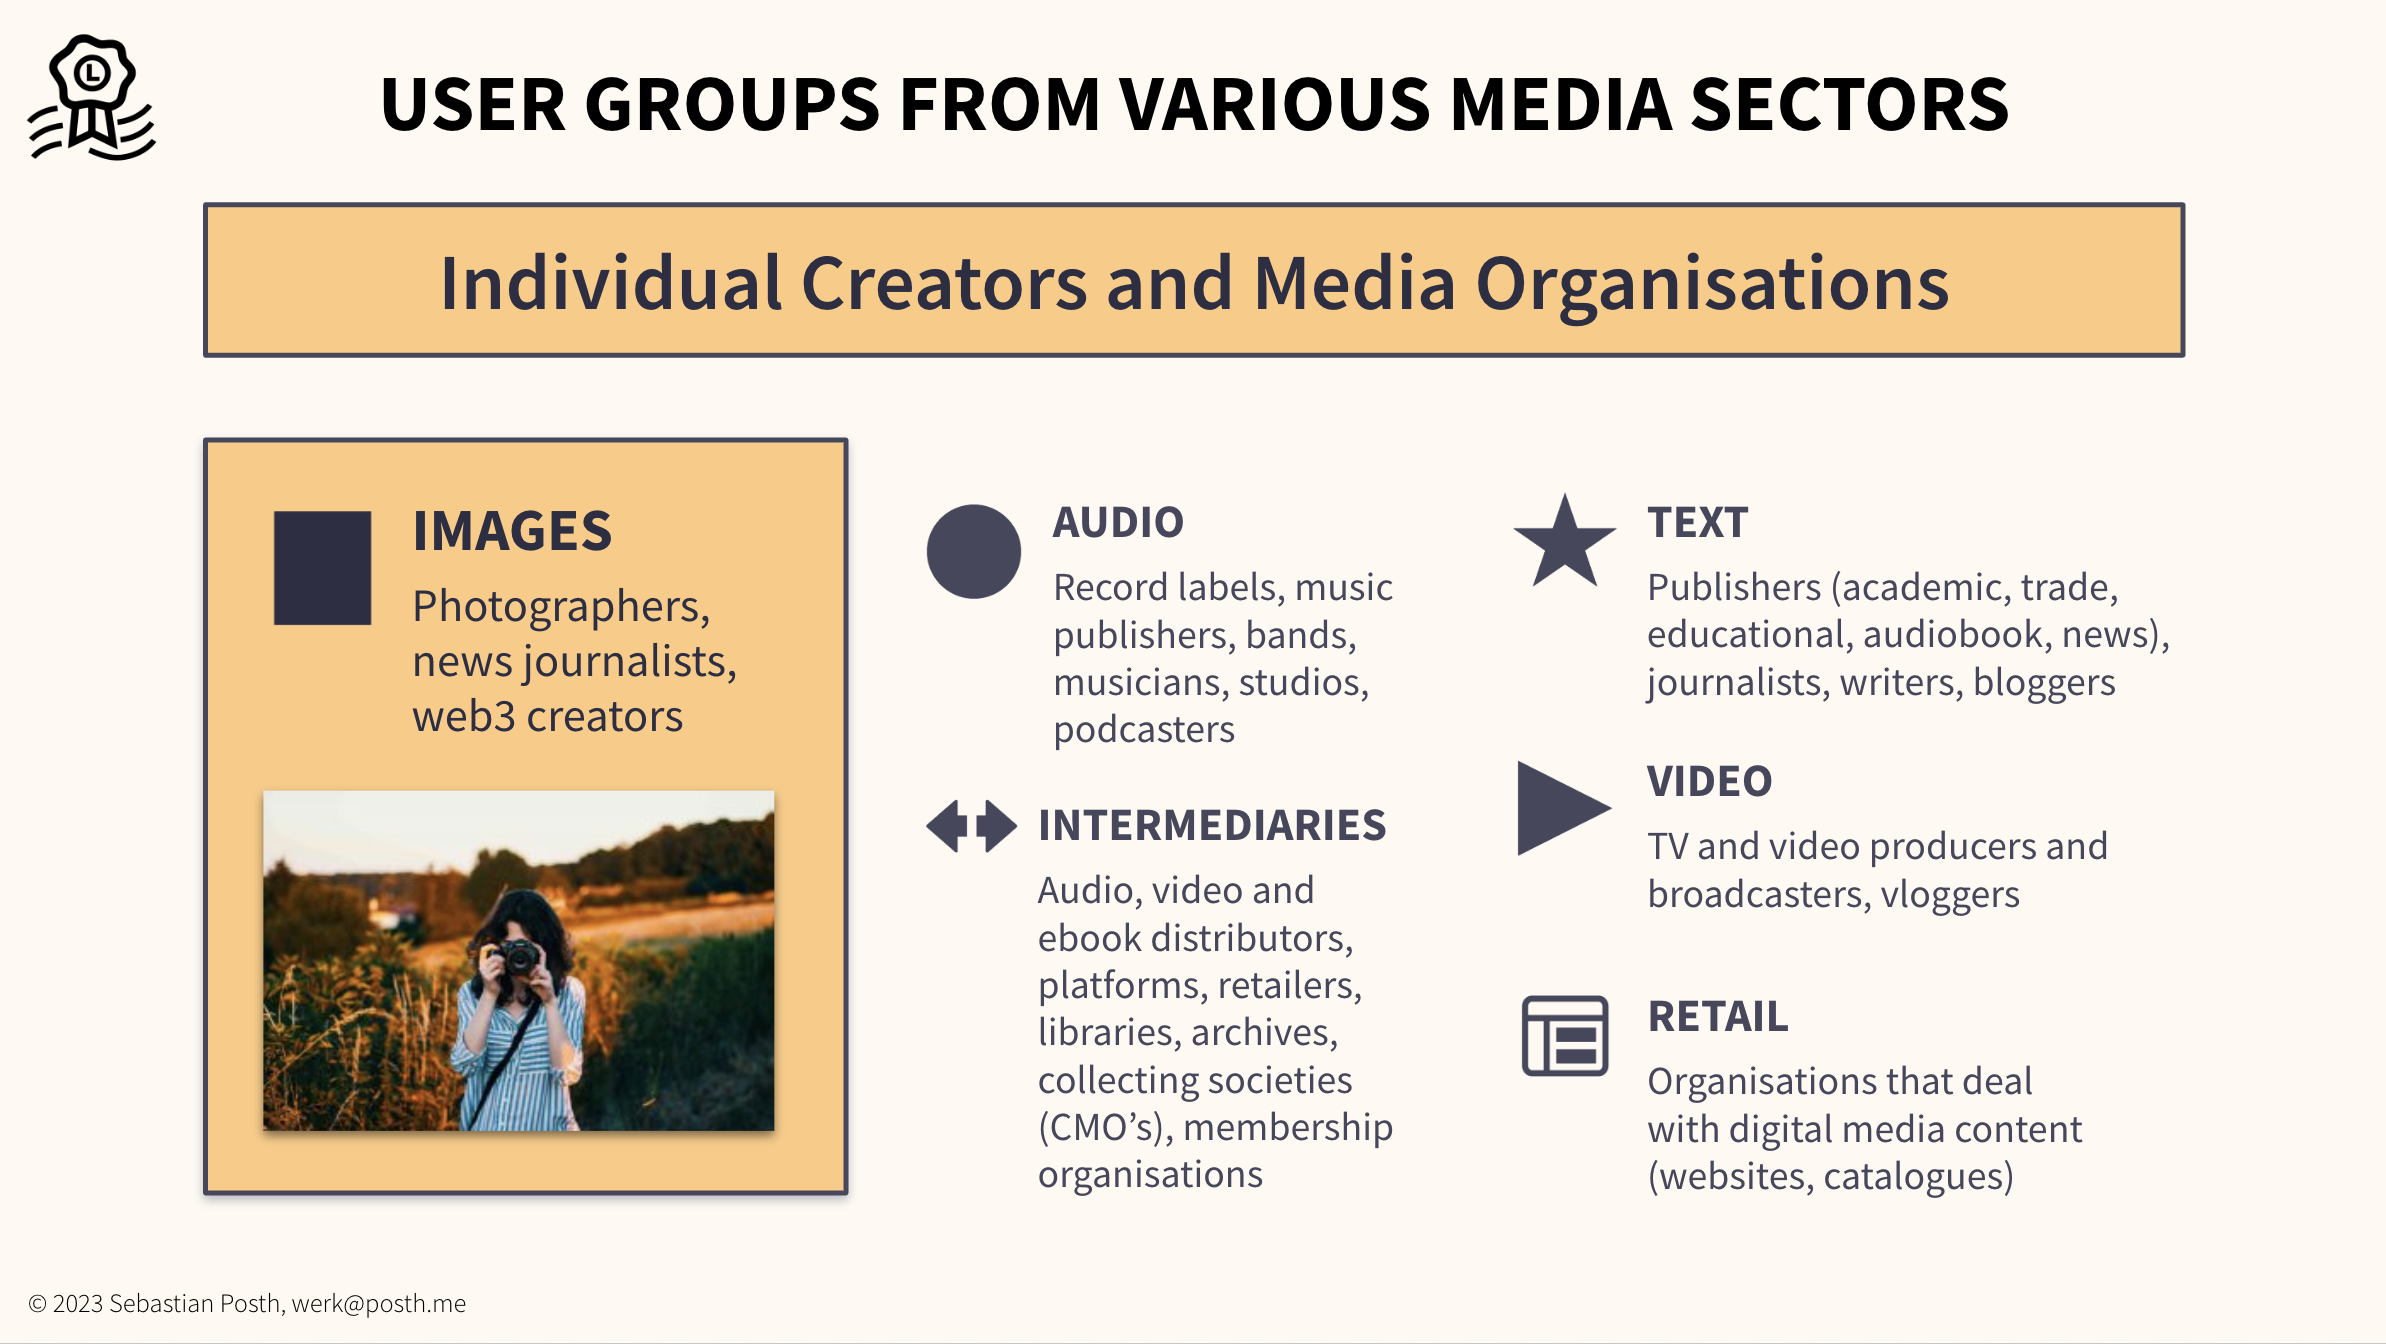 L
USER GROUPS FROM VARIOUS MEDIA SECTORS
Individual Creators and Media Organisations
IMAGES
Photographers,
news journalists,
web3 creators
AUDIO
Record labels, music
publishers, bands,
musicians, studios,
podcasters
INTERMEDIARIES
Audio, video and
ebook distributors,
platforms, retailers,
libraries, archives,
collecting societies
(CMO’s), membership
organisations
TEXT
Publishers (academic, trade,
educational, audiobook, news),
journalists, writers, bloggers
VIDEO
TV and video producers and
broadcasters, vloggers
RETAIL
Organisations that deal
with digital media content
(websites, catalogues)
© 2023 Sebastian Posth, werk@posth.me